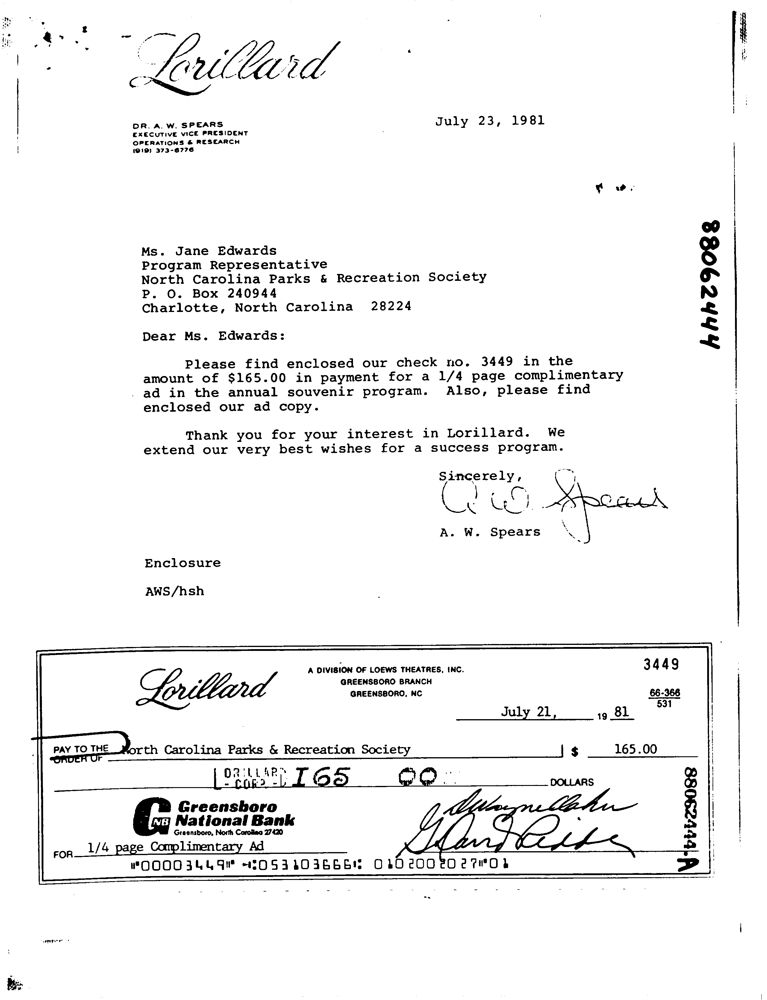 Lorillard
DR. A. W. SPEARS
EXECUTIVE VICE PRESIDENT
OPERATIONS & RESEARCH
(919) 373-6776
July 23, 1981
88062444
Ms. Jane Edwards
Program Representative
North Carolina Parks & Recreation Society
P. O. Box 240944
Charlotte, North Carolina 28224
Dear Ms. Edwards:
Please find enclosed our check no. 3449 in the
amount of $165.00 in payment for a 1/4 page complimentary
ad in the annual souvenir program. Also, please find
enclosed our ad copy.
Thank you for your interest in Lorillard. We
extend our very best wishes for a success program.
Sincerely,
A W Spears
A. W. Spears
Enclosure
AWS/hsh
Lorillard
A DIVISION OF LOEWS THEATRES, INC.
GREENSBORO BRANCH
GREENSBORO, NC
3449
66-366
531
July 21, 19 81
PAY TO THE
ORDER OF North Carolina Parks & Recreation Society $ 165.00
165 00 DOLLARS
Greensboro
NB National Bank
Greensboro, North Carolina 27420
FOR 1/4 page Complimentary Ad
⑈00003449⑈ ⑆053103666⑆ 0102002027⑈01
88062444-A